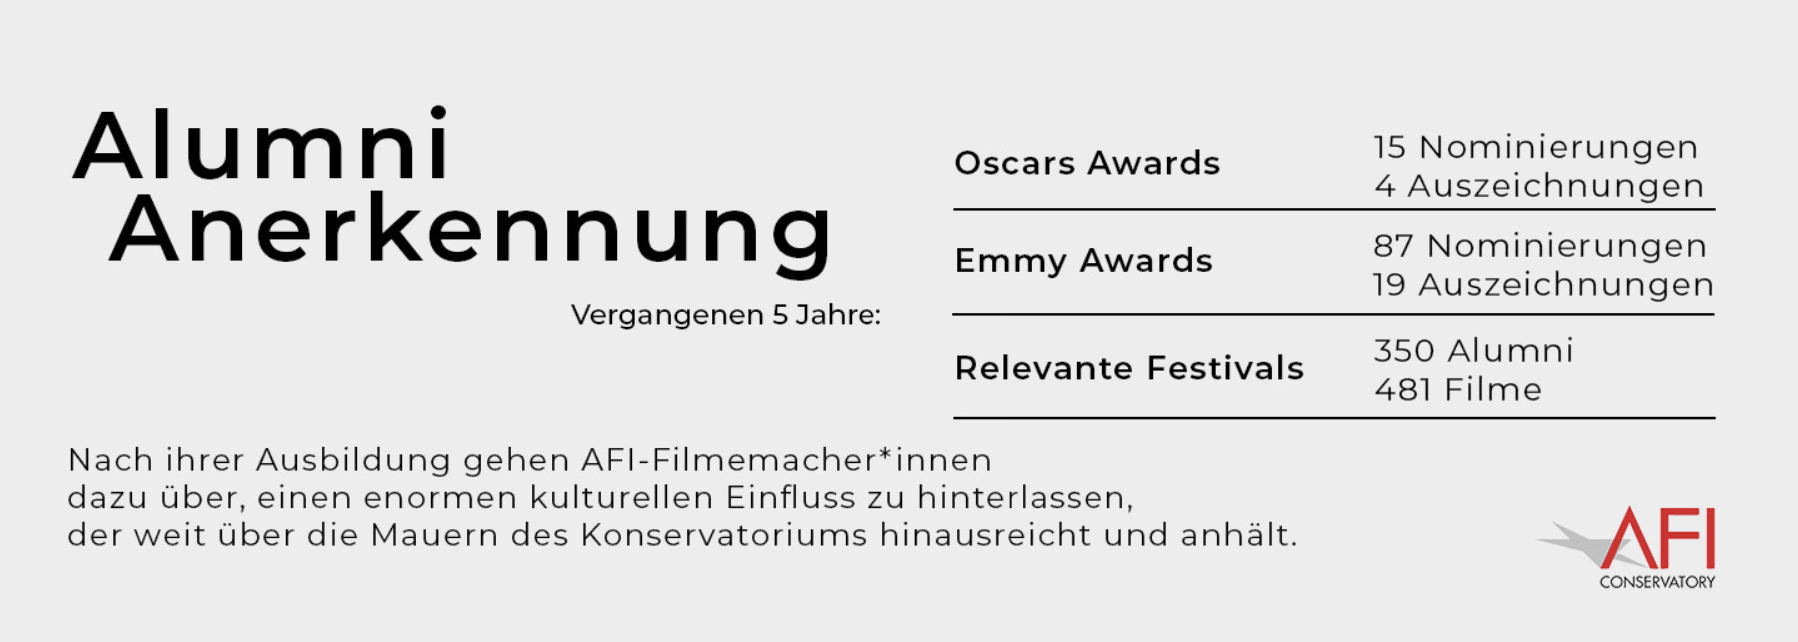 Alumni
Anerkennung
Vergangenen 5 Jahre:
Oscars Awards
15 Nominierungen
4 Auszeichnungen
Emmy Awards
87 Nominierungen
19 Auszeichnungen
Relevante Festivals
350 Alumni
481 Filme
Nach ihrer Ausbildung gehen AFI-Filmemacher*innen
dazu über, einen enormen kulturellen Einfluss zu hinterlassen,
der weit über die Mauern des Konservatoriums hinausreicht und anhält.
AFI
CONSERVATORY